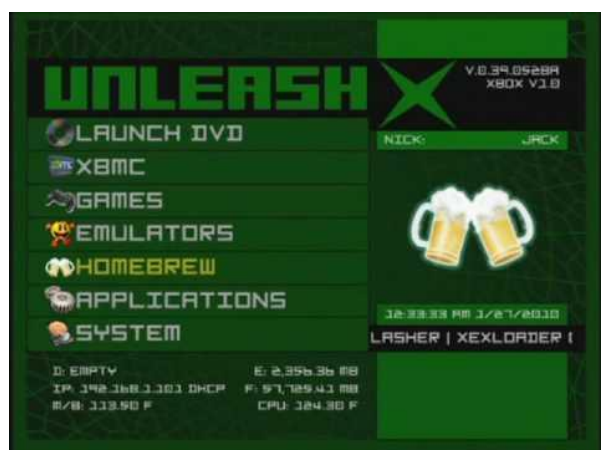 UNLEASH X
V.0.39.0528A
XBOX V1.0
LAUNCH DVD
XBMC
GAMES
EMULATORS
HOMEBREW
APPLICATIONS
SYSTEM
NICK: JACK
12:33:33 PM 1/27/2010
LASHER | XEXLOADER
D: EMPTY E: 2,356.36 MB
IP: 192.168.1.101 DHCP F: 57,725.41 MB
M/B: 113.90 F CPU: 124.30 F